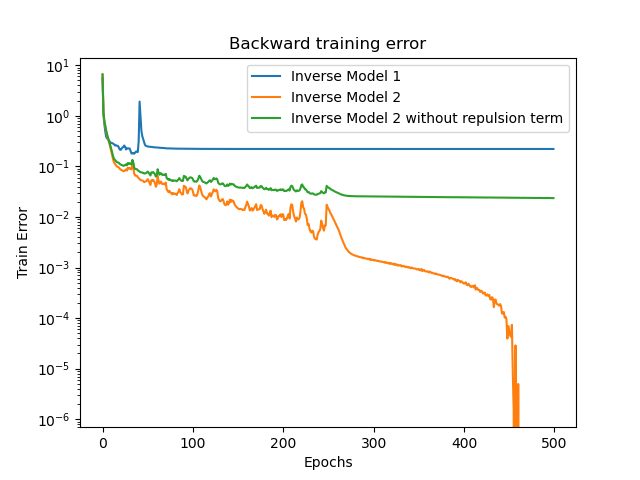 Backward training error
Inverse Model 1
Inverse Model 2
Inverse Model 2 without repulsion term
Train Error
10¹
10⁰
10⁻¹
10⁻²
10⁻³
10⁻⁴
10⁻⁵
10⁻⁶
0 100 200 300 400 500
Epochs